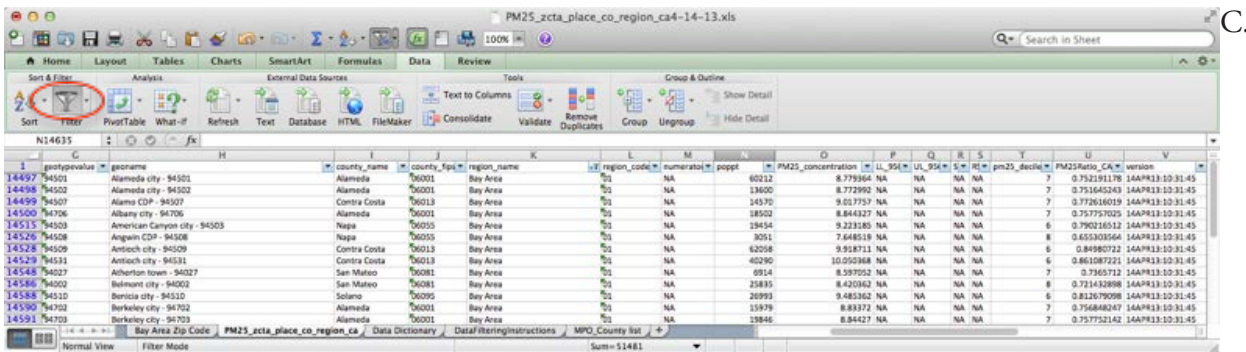 PM25_zcta_place_co_region_ca4-14-13.xls
100%
Search in Sheet
C.
Home Layout Tables Charts SmartArt Formulas Data Review
Sort & Filter Analysis External Data Sources Tools Group & Outline
Text to Columns Show Detail
Consolidate Hide Detail
Sort Filter PivotTable What-If Refresh Text Database HTML FileMaker Validate Remove Duplicates Group Ungroup
N14635 fx
G H I J K L M N O P Q R S T U V
1 geotypevalue geoname county_name county_fips region_name region_code numerator poppt PM25_concentration LL_95 UL_95 S R pm25_decile PM25Ratio_CA version
14497 94501 Alameda city - 94501 Alameda 06001 Bay Area 01 NA 60212 8.779364 NA NA NA NA 7 0.752191178 14APR13:10:31:45
14498 94502 Alameda city - 94502 Alameda 06001 Bay Area 01 NA 13600 8.772992 NA NA NA NA 7 0.751645243 14APR13:10:31:45
14499 94507 Alamo CDP - 94507 Contra Costa 06013 Bay Area 01 NA 14570 9.017757 NA NA NA NA 7 0.772616019 14APR13:10:31:45
14500 94706 Albany city - 94706 Alameda 06001 Bay Area 01 NA 18502 8.844327 NA NA NA NA 7 0.757757025 14APR13:10:31:45
14515 94503 American Canyon city - 94503 Napa 06055 Bay Area 01 NA 19454 9.223185 NA NA NA NA 6 0.790216512 14APR13:10:31:45
14526 94508 Angwin CDP - 94508 Napa 06055 Bay Area 01 NA 3051 7.648519 NA NA NA NA 8 0.655303564 14APR13:10:31:45
14528 94509 Antioch city - 94509 Contra Costa 06013 Bay Area 01 NA 62058 9.918711 NA NA NA NA 6 0.84980722 14APR13:10:31:45
14529 94531 Antioch city - 94531 Contra Costa 06013 Bay Area 01 NA 40290 10.050368 NA NA NA NA 6 0.861087221 14APR13:10:31:45
14548 94027 Atherton town - 94027 San Mateo 06081 Bay Area 01 NA 6914 8.597052 NA NA NA NA 7 0.7365712 14APR13:10:31:45
14586 94002 Belmont city - 94002 San Mateo 06081 Bay Area 01 NA 25835 8.420362 NA NA NA NA 8 0.721432898 14APR13:10:31:45
14588 94510 Benicia city - 94510 Solano 06095 Bay Area 01 NA 26993 9.485362 NA NA NA NA 6 0.812679098 14APR13:10:31:45
14590 94702 Berkeley city - 94702 Alameda 06001 Bay Area 01 NA 15979 8.83372 NA NA NA NA 7 0.756848247 14APR13:10:31:45
14591 94703 Berkeley city - 94703 Alameda 06001 Bay Area 01 NA 19846 8.84427 NA NA NA NA 7 0.757752142 14APR13:10:31:45
Bay Area Zip Code PM25_zcta_place_co_region_ca Data Dictionary DataFilteringInstructions MPO_County list +
Normal View Filter Mode Sum=51481